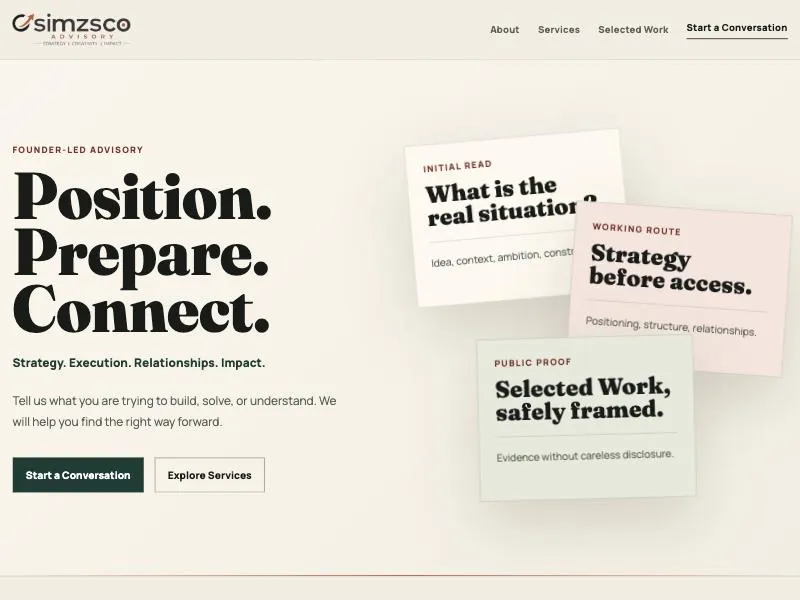 simzsco
ADVISORY
STRATEGY | CREATIVITY | IMPACT
About
Services
Selected Work
Start a Conversation
FOUNDER-LED ADVISORY
Position.
Prepare.
Connect.
Strategy. Execution. Relationships. Impact.
Tell us what you are trying to build, solve, or understand. We
will help you find the right way forward.
Start a Conversation
Explore Services
INITIAL READ
What is the
real situation?
Idea, context, ambition,
WORKING ROUTE
Strategy
before access.
Positioning, structure, relationships.
PUBLIC PROOF
Selected Work,
safely framed.
Evidence without careless disclosure.